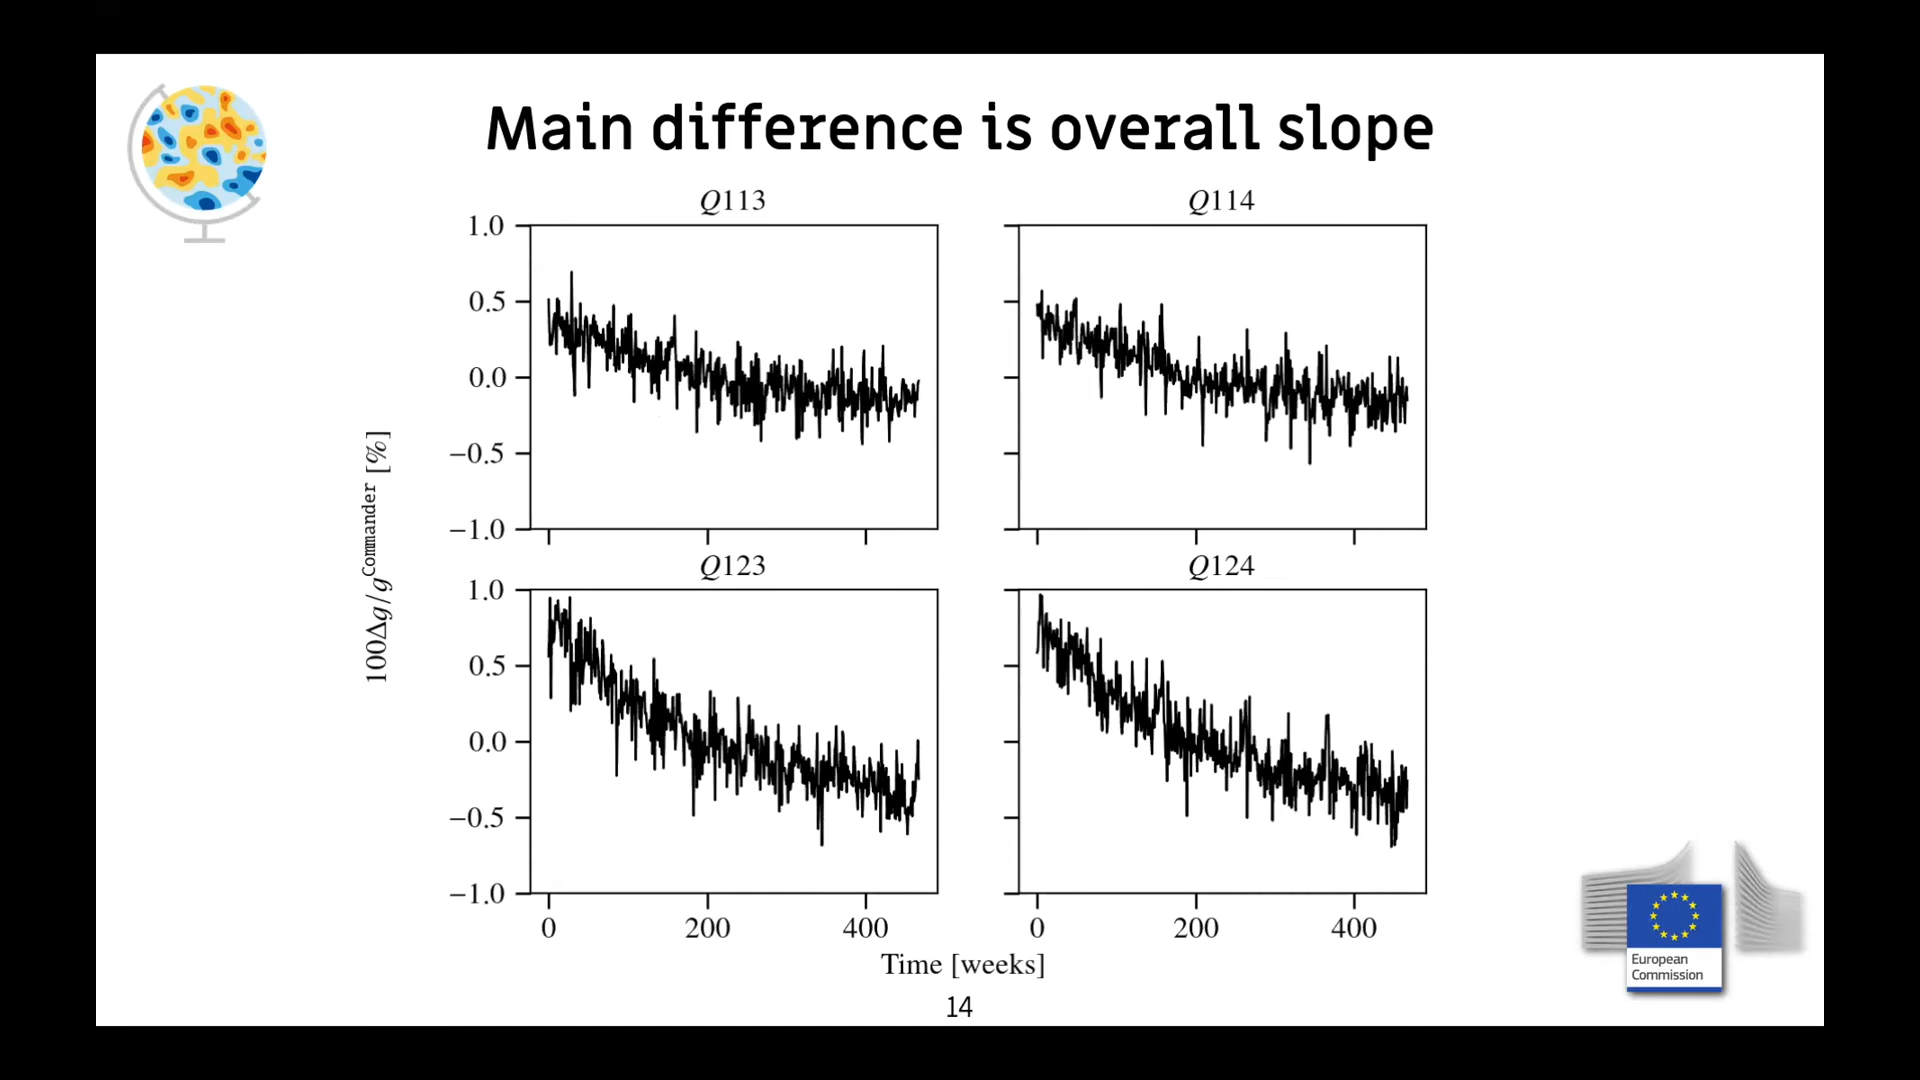 Main difference is overall slope
Q113
Q114
1.0
0.5
0.0
−0.5
−1.0
100Δg/g^Commander [%]
Q123
Q124
1.0
0.5
0.0
−0.5
−1.0
0 200 400
0 200 400
Time [weeks]
14
European
Commission